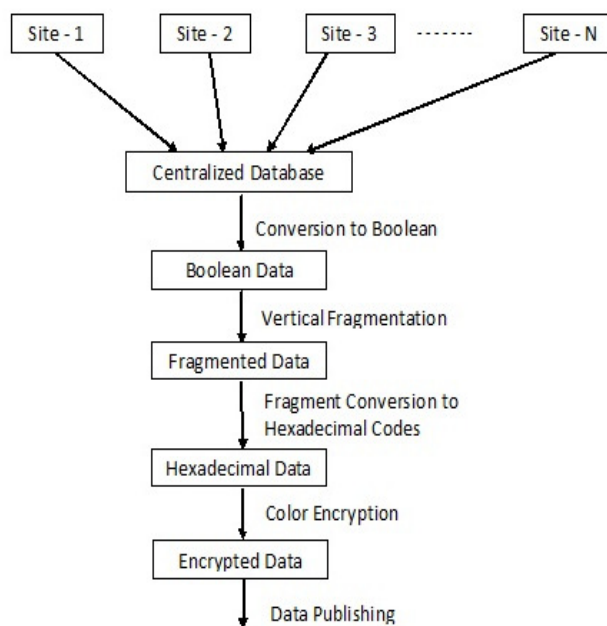 Site - 1
Site - 2
Site - 3
-------
Site - N
Centralized Database
Conversion to Boolean
Boolean Data
Vertical Fragmentation
Fragmented Data
Fragment Conversion to
Hexadecimal Codes
Hexadecimal Data
Color Encryption
Encrypted Data
Data Publishing